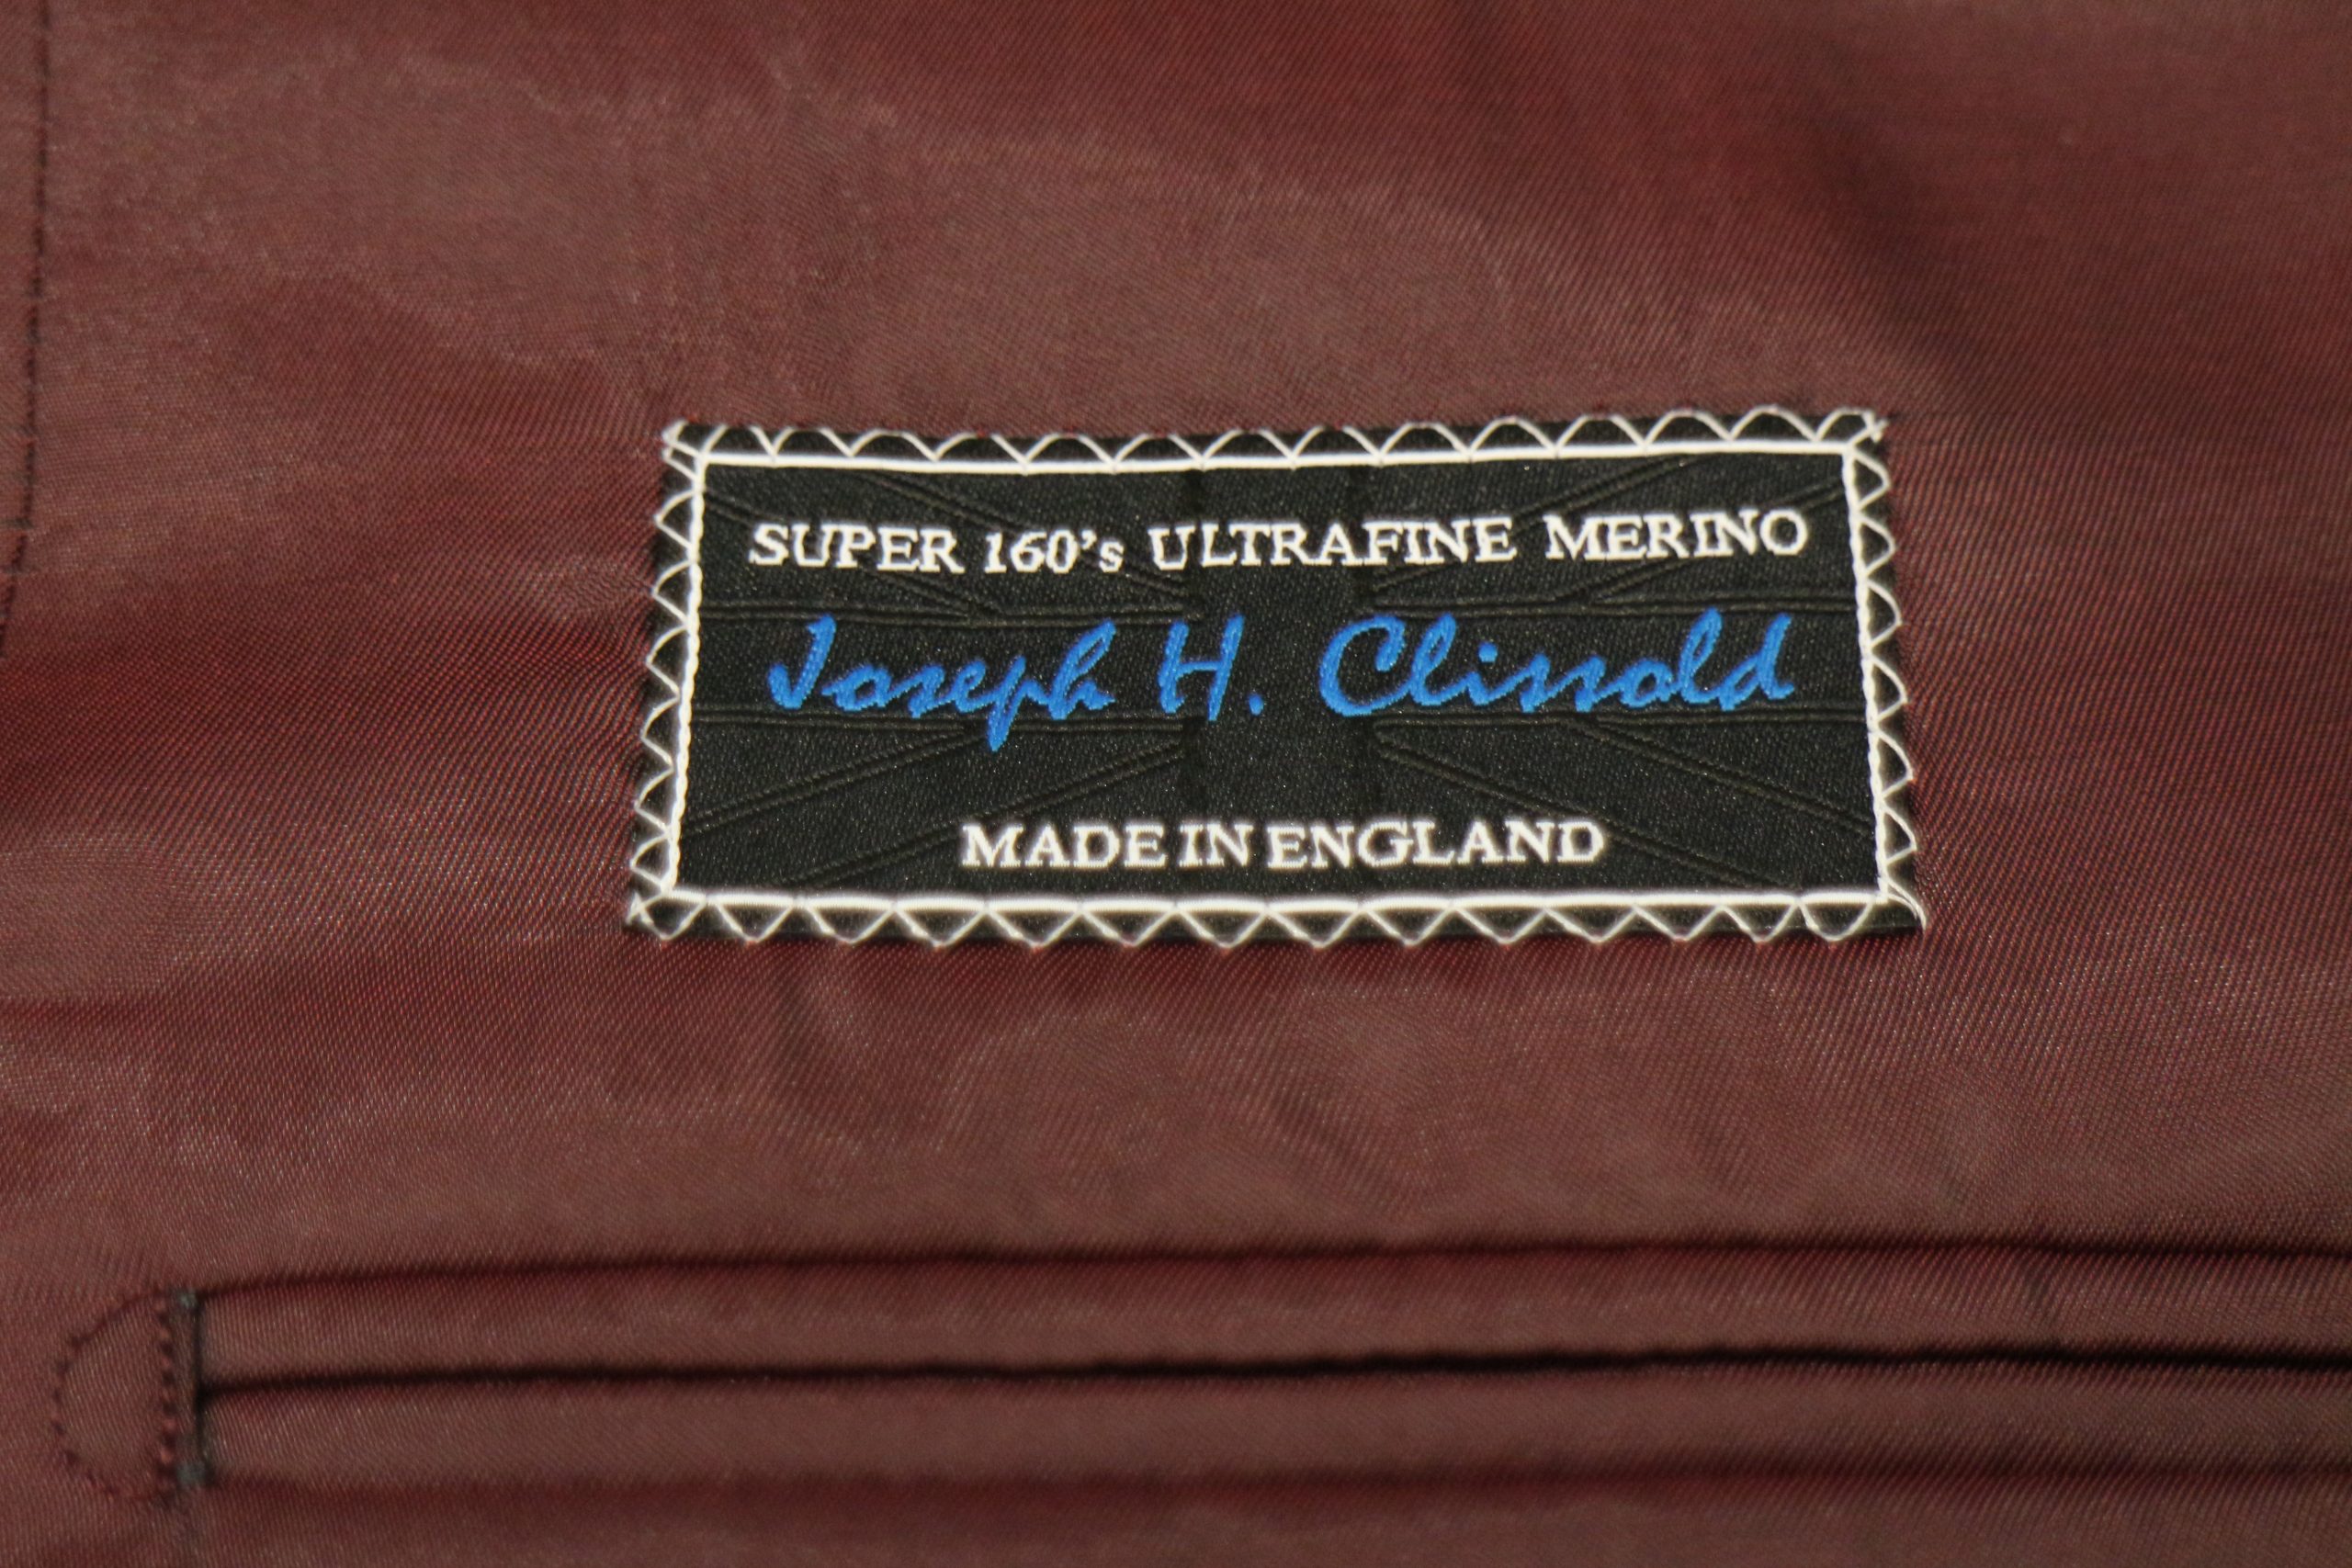 SUPER 160's ULTRAFINE MERINO
Joseph H. Clissold
MADE IN ENGLAND